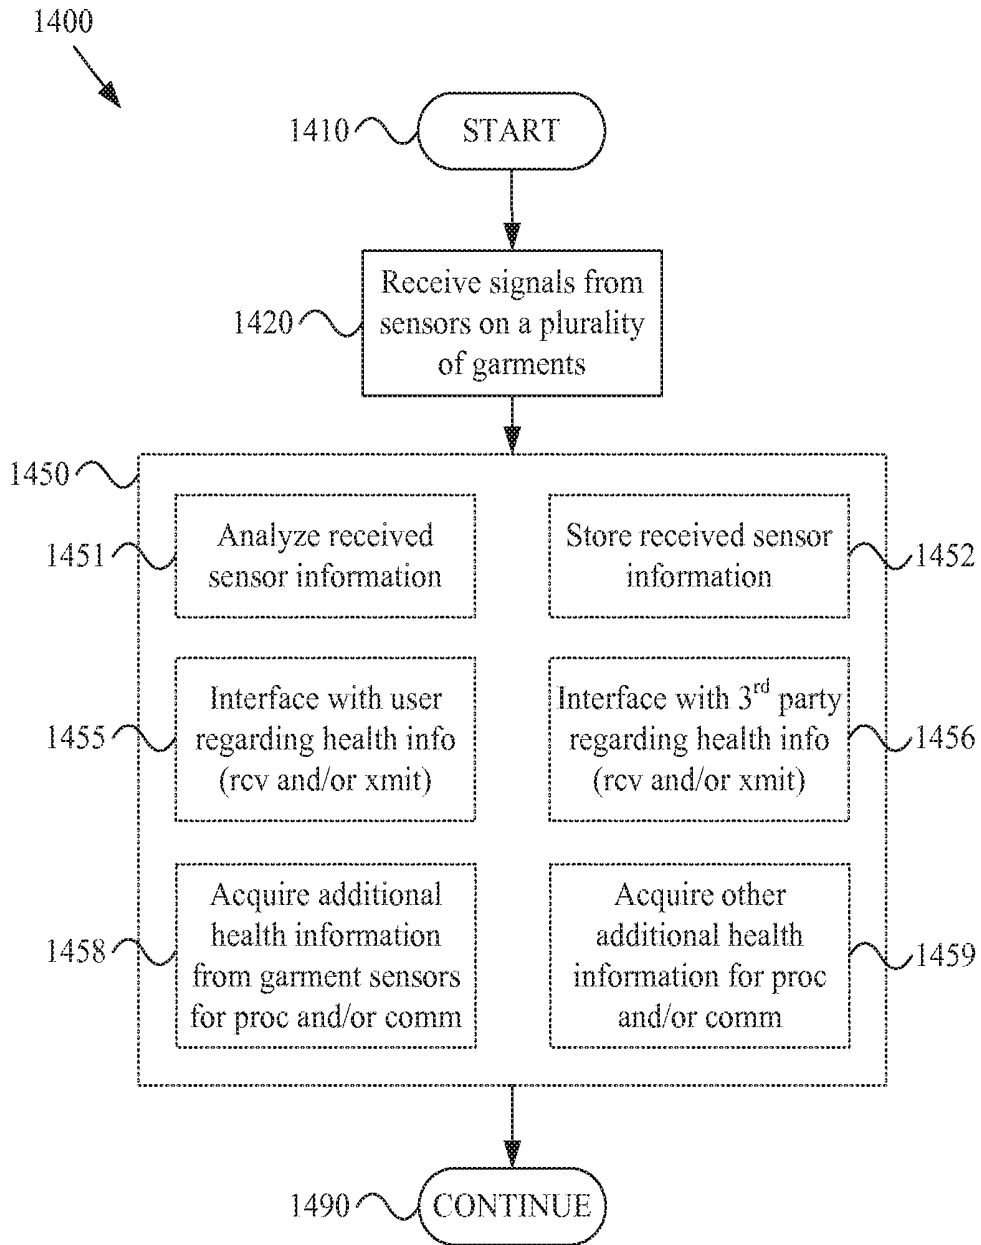 1400
1410
START
1420
Receive signals from
sensors on a plurality
of garments
1450
1451
Analyze received
sensor information
Store received sensor
information
1452
1455
Interface with user
regarding health info
(rcv and/or xmit)
Interface with 3rd party
regarding health info
(rcv and/or xmit)
1456
1458
Acquire additional
health information
from garment sensors
for proc and/or comm
Acquire other
additional health
information for proc
and/or comm
1459
1490
CONTINUE